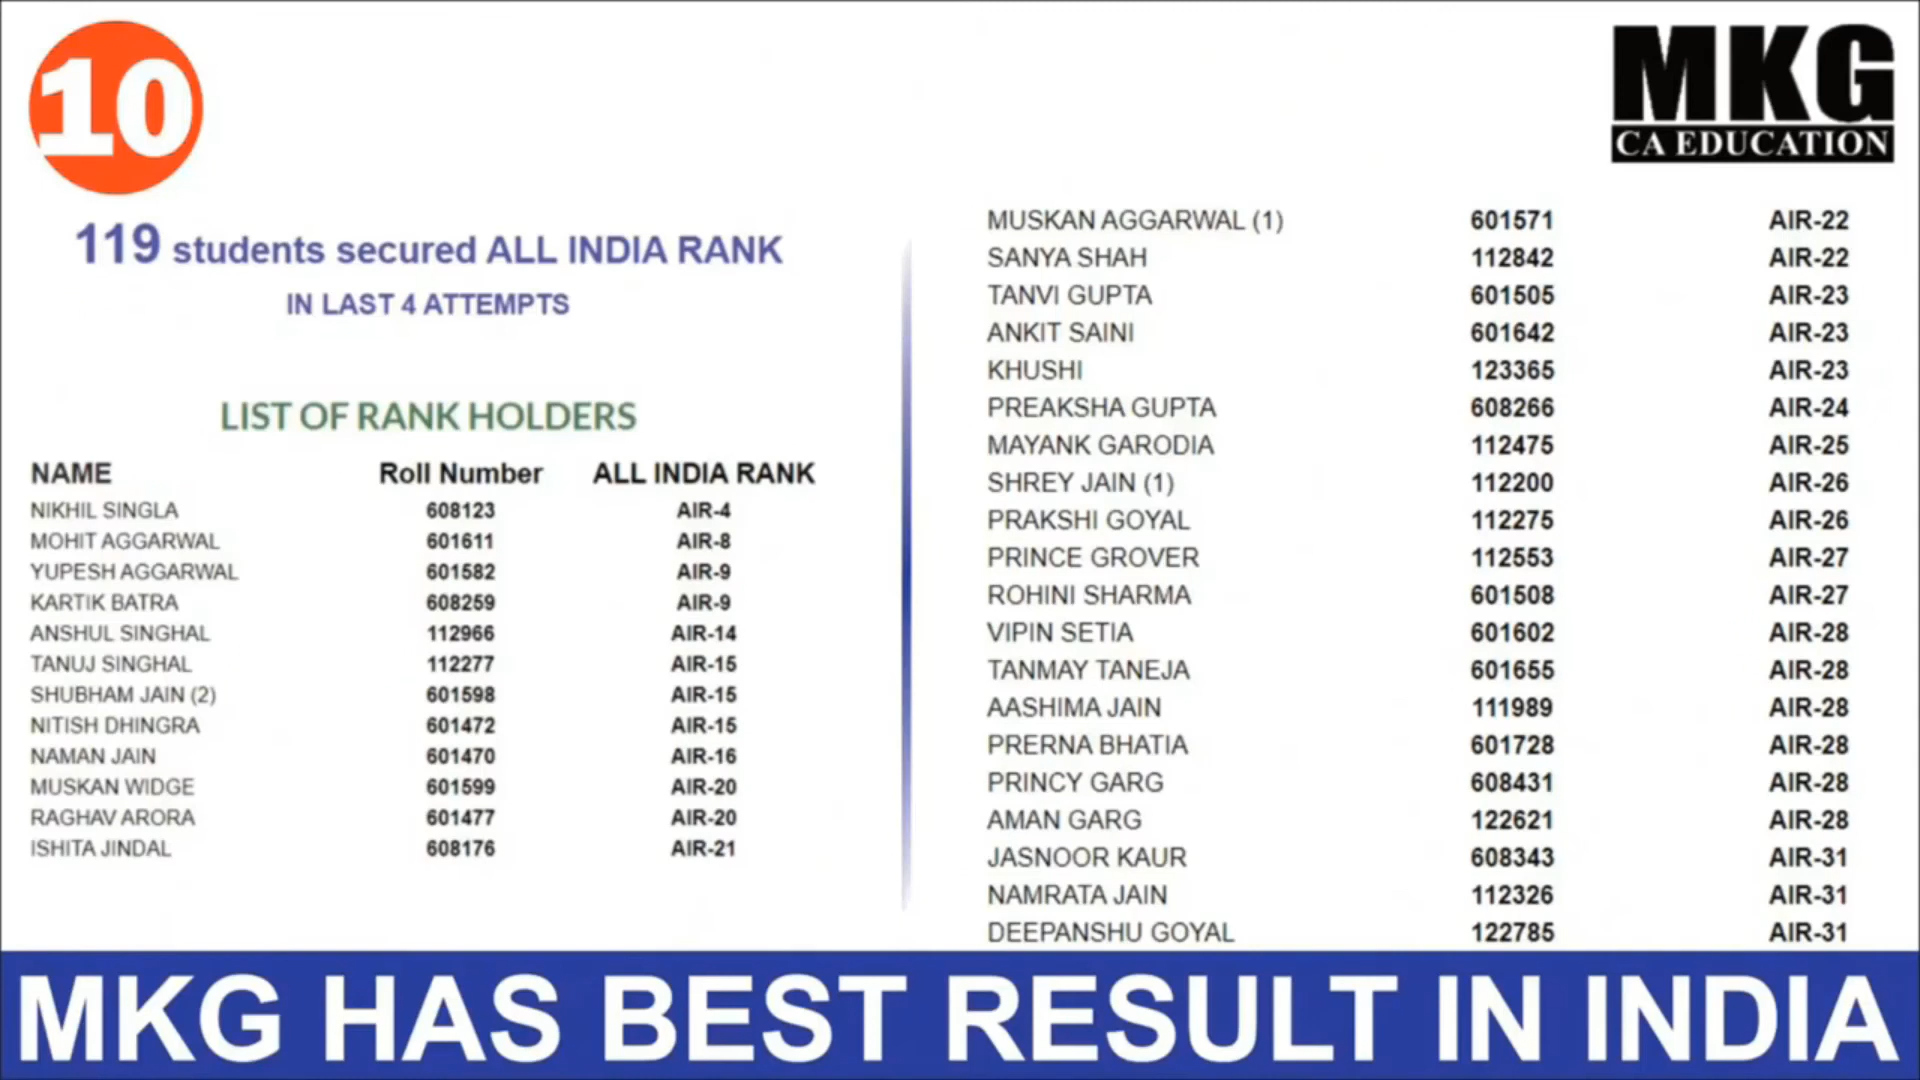 10
MKG
CA EDUCATION
119 students secured ALL INDIA RANK
IN LAST 4 ATTEMPTS
LIST OF RANK HOLDERS
NAME Roll Number ALL INDIA RANK
NIKHIL SINGLA 608123 AIR-4
MOHIT AGGARWAL 601611 AIR-8
YUPESH AGGARWAL 601582 AIR-9
KARTIK BATRA 608259 AIR-9
ANSHUL SINGHAL 112966 AIR-14
TANUJ SINGHAL 112277 AIR-15
SHUBHAM JAIN (2) 601598 AIR-15
NITISH DHINGRA 601472 AIR-15
NAMAN JAIN 601470 AIR-16
MUSKAN WIDGE 601599 AIR-20
RAGHAV ARORA 601477 AIR-20
ISHITA JINDAL 608176 AIR-21
MUSKAN AGGARWAL (1) 601571 AIR-22
SANYA SHAH 112842 AIR-22
TANVI GUPTA 601505 AIR-23
ANKIT SAINI 601642 AIR-23
KHUSHI 123365 AIR-23
PREAKSHA GUPTA 608266 AIR-24
MAYANK GARODIA 112475 AIR-25
SHREY JAIN (1) 112200 AIR-26
PRAKSHI GOYAL 112275 AIR-26
PRINCE GROVER 112553 AIR-27
ROHINI SHARMA 601508 AIR-27
VIPIN SETIA 601602 AIR-28
TANMAY TANEJA 601655 AIR-28
AASHIMA JAIN 111989 AIR-28
PRERNA BHATIA 601728 AIR-28
PRINCY GARG 608431 AIR-28
AMAN GARG 122621 AIR-28
JASNOOR KAUR 608343 AIR-31
NAMRATA JAIN 112326 AIR-31
DEEPANSHU GOYAL 122785 AIR-31
MKG HAS BEST RESULT IN INDIA